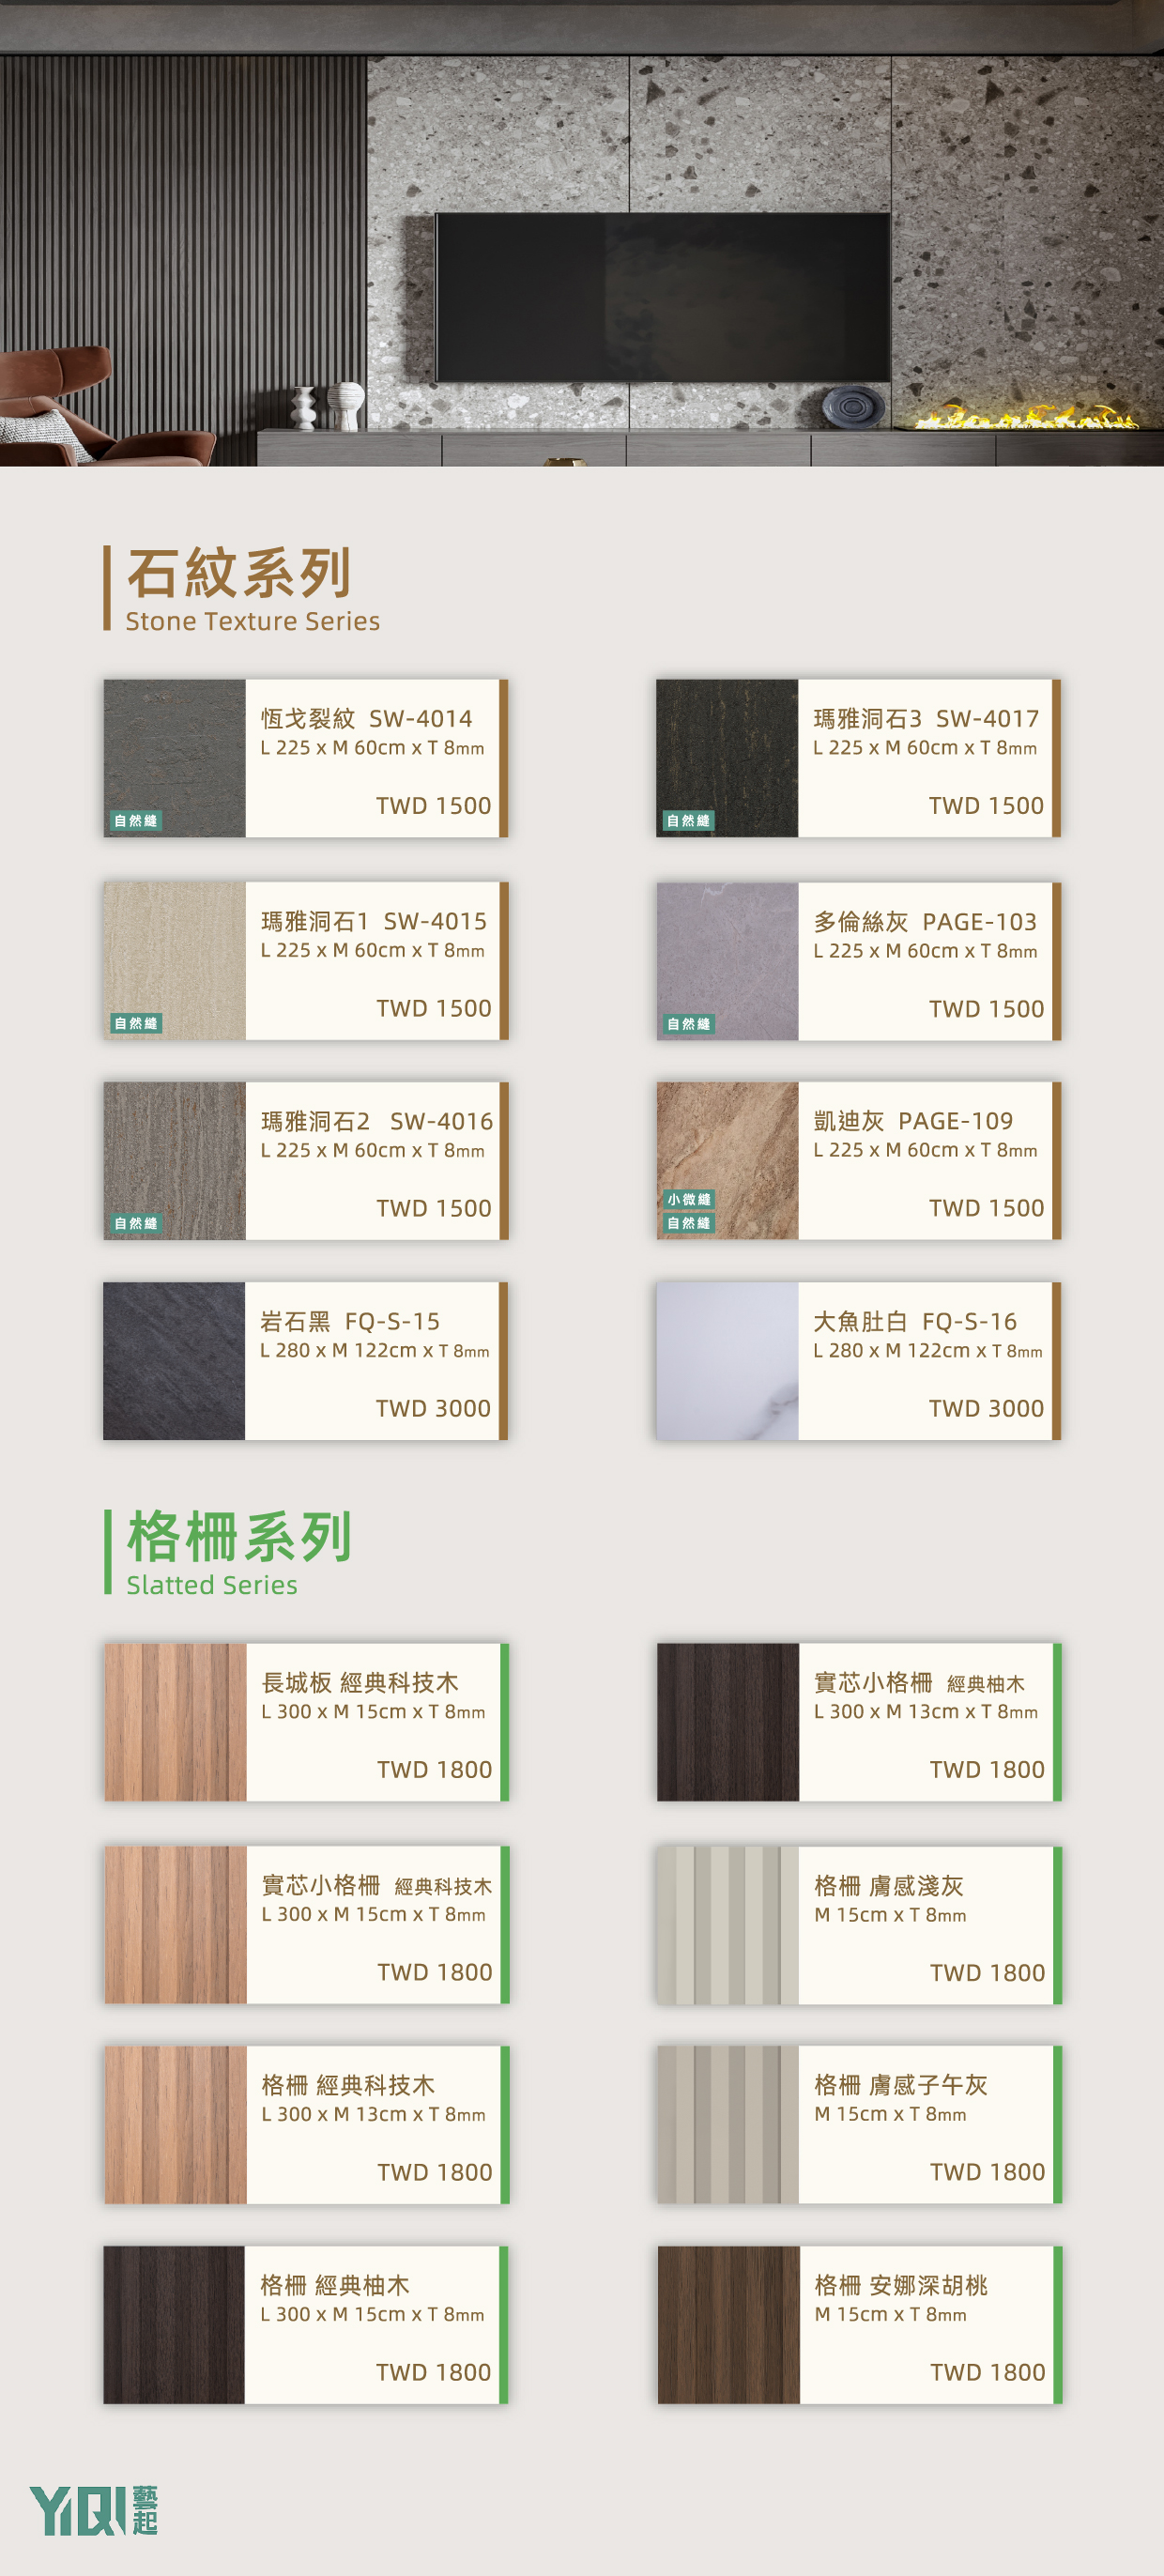 石紋系列
Stone Texture Series
恆戈裂紋 SW-4014
L 225 x M 60cm x T 8mm
TWD 1500
自然縫
瑪雅洞石3 SW-4017
L 225 x M 60cm x T 8mm
TWD 1500
自然縫
瑪雅洞石1 SW-4015
L 225 x M 60cm x T 8mm
TWD 1500
自然縫
多倫絲灰 PAGE-103
L 225 x M 60cm x T 8mm
TWD 1500
自然縫
瑪雅洞石2 SW-4016
L 225 x M 60cm x T 8mm
TWD 1500
自然縫
凱迪灰 PAGE-109
L 225 x M 60cm x T 8mm
TWD 1500
小微縫
自然縫
岩石黑 FQ-S-15
L 280 x M 122cm x T 8mm
TWD 3000
大魚肚白 FQ-S-16
L 280 x M 122cm x T 8mm
TWD 3000
格柵系列
Slatted Series
長城板 經典科技木
L 300 x M 15cm x T 8mm
TWD 1800
實芯小格柵 經典柚木
L 300 x M 13cm x T 8mm
TWD 1800
實芯小格柵 經典科技木
L 300 x M 15cm x T 8mm
TWD 1800
格柵 膚感淺灰
M 15cm x T 8mm
TWD 1800
格柵 經典科技木
L 300 x M 13cm x T 8mm
TWD 1800
格柵 膚感子午灰
M 15cm x T 8mm
TWD 1800
格柵 經典柚木
L 300 x M 15cm x T 8mm
TWD 1800
格柵 安娜深胡桃
M 15cm x T 8mm
TWD 1800
YIQI 藝起